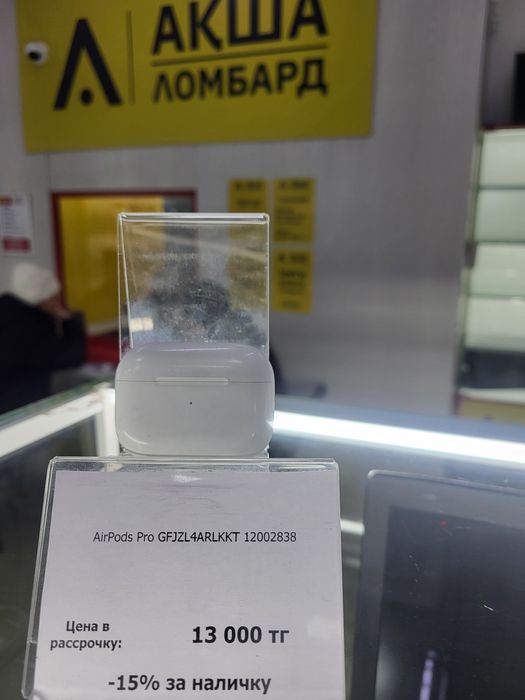 АҚША
ЛОМБАРД
AirPods Pro GFJZL4ARLKKT 12002838
Цена в
рассрочку:
13 000 тг
-15% за наличку